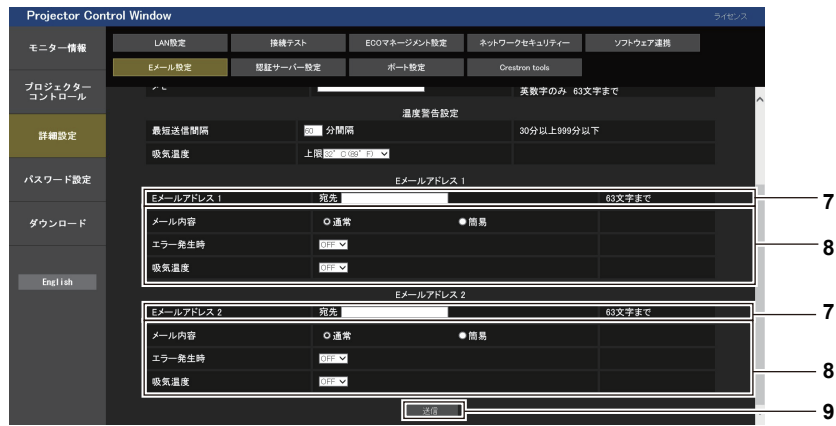 Projector Control Window
ライセンス
モニター情報
プロジェクター
コントロール
詳細設定
パスワード設定
ダウンロード
English
LAN設定 接続テスト ECOマネージメント設定 ネットワークセキュリティー ソフトウェア連携
Eメール設定 認証サーバー設定 ポート設定 Crestron tools
メモ 英数字のみ 63文字まで
温度警告設定
最短送信間隔 60 分間隔 30分以上999分以下
吸気温度 上限 32°C(89°F)
Eメールアドレス 1
Eメールアドレス 1 宛先 63文字まで 7
メール内容 通常 簡易
エラー発生時 OFF 8
吸気温度 OFF
Eメールアドレス 2
Eメールアドレス 2 宛先 63文字まで 7
メール内容 通常 簡易
エラー発生時 OFF
吸気温度 OFF 8
送信 9